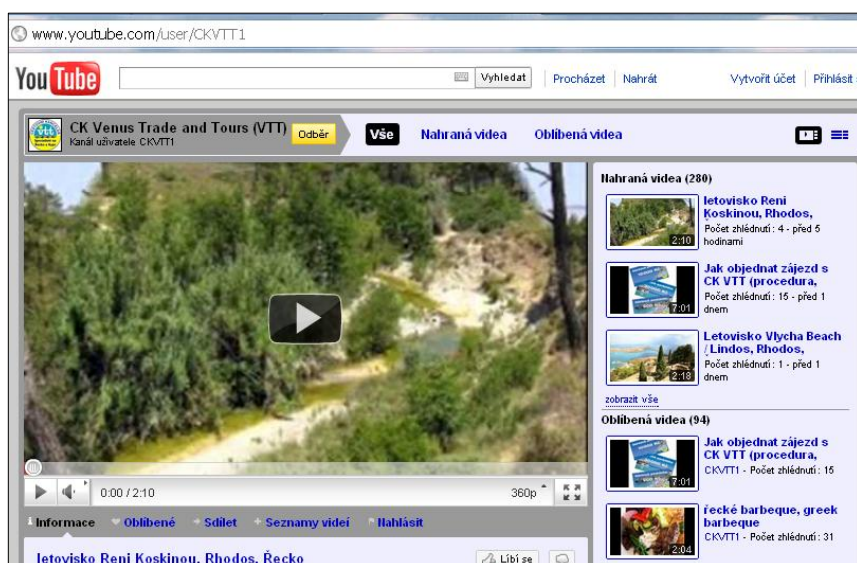 www.youtube.com/user/CKVTT1
YouTube
Vyhledat
Procházet
Nahrát
Vytvořit účet
Přihlásit
vtt
CK Venus Trade and Tours (VTT)
Kanál uživatele CKVTT1
Odběr
Vše
Nahraná videa
Oblíbená videa
0:00 / 2:10
360p
Informace
Oblíbené
Sdílet
Seznamy videí
Nahlásit
letovisko Reni Koskinou, Rhodos, Řecko
Líbí se
Nahraná videa (280)
2:10
letovisko Reni
Koskinou, Rhodos,
Počet zhlédnutí: 4 - před 5
hodinami
7:01
Jak objednat zájezd s
CK VTT (procedura,
Počet zhlédnutí: 15 - před 1
dnem
2:18
Letovisko Vlycha Beach
/ Lindos, Rhodos,
Počet zhlédnutí: 1 - před 1
dnem
zobrazit vše
Oblíbená videa (94)
7:01
Jak objednat zájezd s
CK VTT (procedura,
CKVTT1 - Počet zhlédnutí: 15
2:04
řecké barbeque, greek
barbeque
CKVTT1 - Počet zhlédnutí: 31